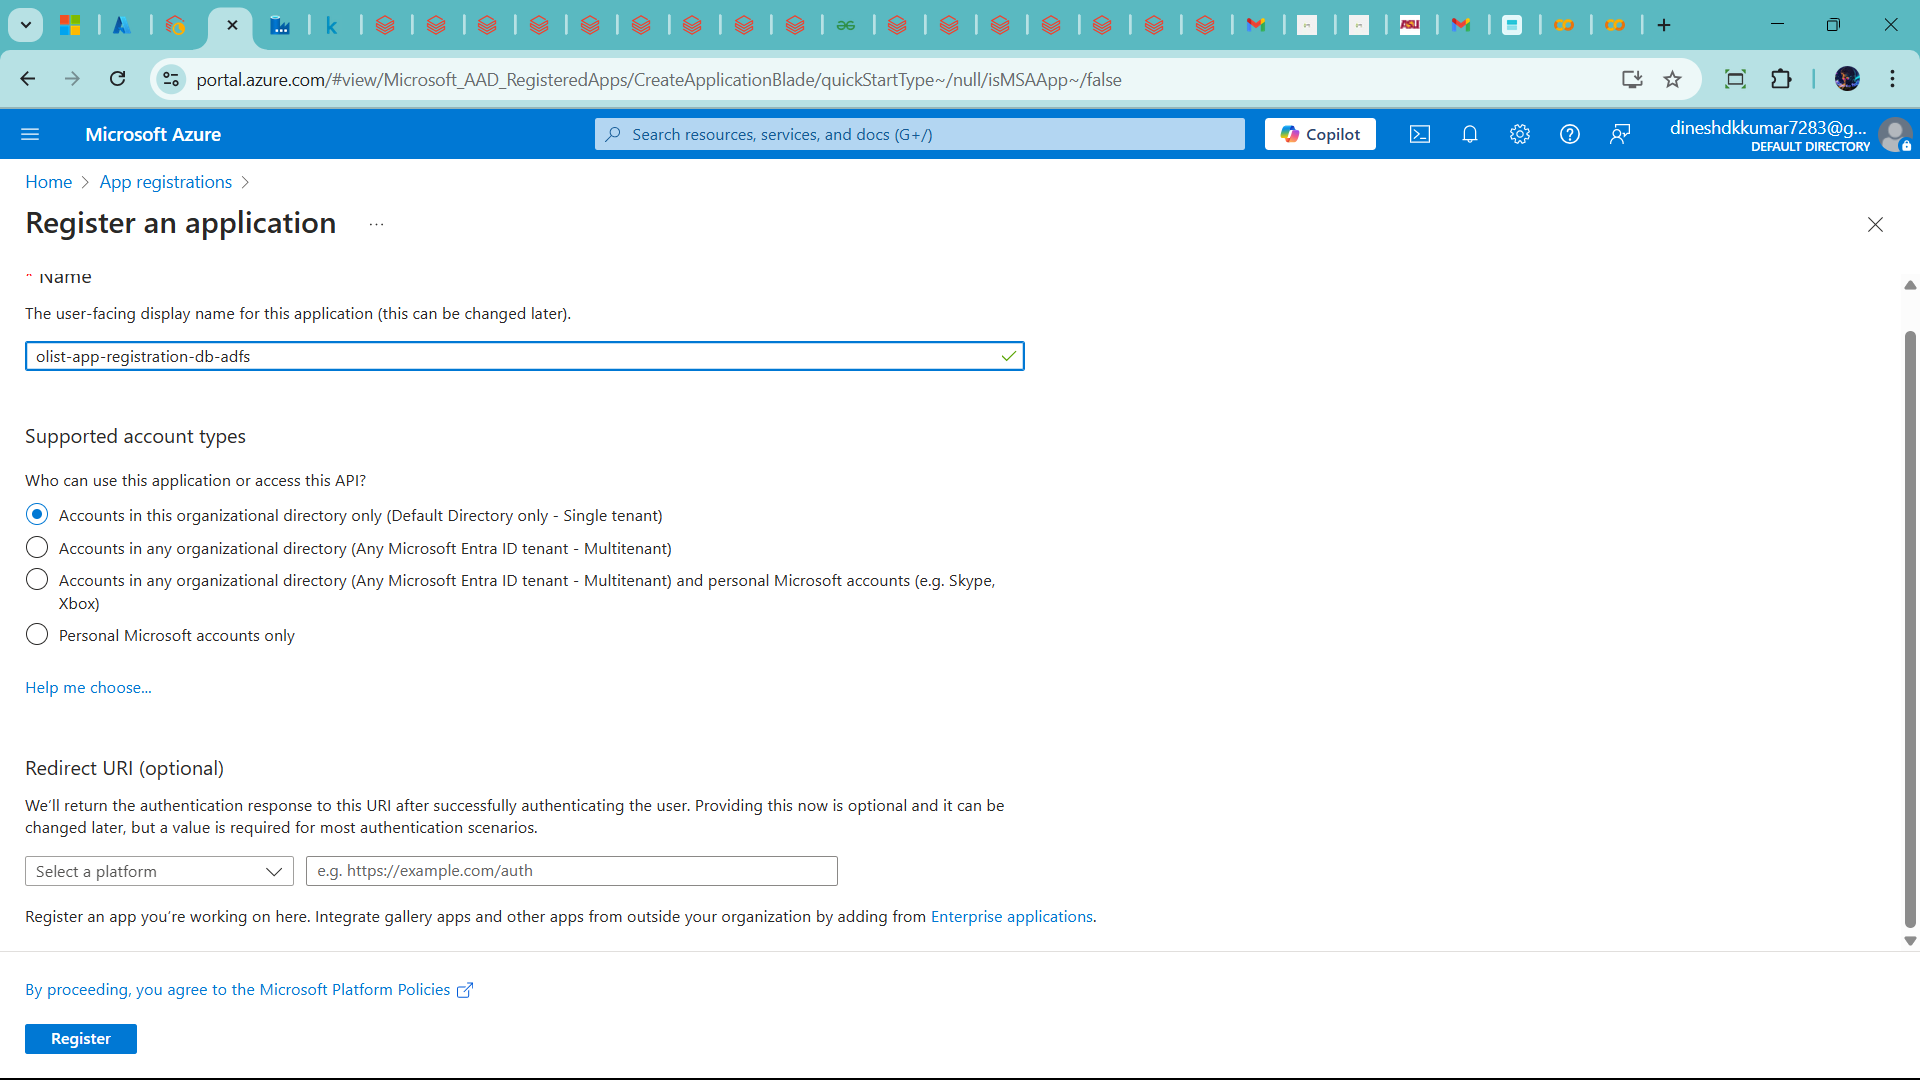 portal.azure.com/#view/Microsoft_AAD_RegisteredApps/CreateApplicationBlade/quickStartType~/null/isMSAApp~/false
Microsoft Azure
Search resources, services, and docs (G+/)
Copilot
dineshdkkumar7283@g...
DEFAULT DIRECTORY
Home
App registrations
Register an application
...
* Name
The user-facing display name for this application (this can be changed later).
olist-app-registration-db-adfs
Supported account types
Who can use this application or access this API?
Accounts in this organizational directory only (Default Directory only - Single tenant)
Accounts in any organizational directory (Any Microsoft Entra ID tenant - Multitenant)
Accounts in any organizational directory (Any Microsoft Entra ID tenant - Multitenant) and personal Microsoft accounts (e.g. Skype,
Xbox)
Personal Microsoft accounts only
Help me choose...
Redirect URI (optional)
We’ll return the authentication response to this URI after successfully authenticating the user. Providing this now is optional and it can be
changed later, but a value is required for most authentication scenarios.
Select a platform
e.g. https://example.com/auth
Register an app you’re working on here. Integrate gallery apps and other apps from outside your organization by adding from Enterprise applications.
By proceeding, you agree to the Microsoft Platform Policies
Register